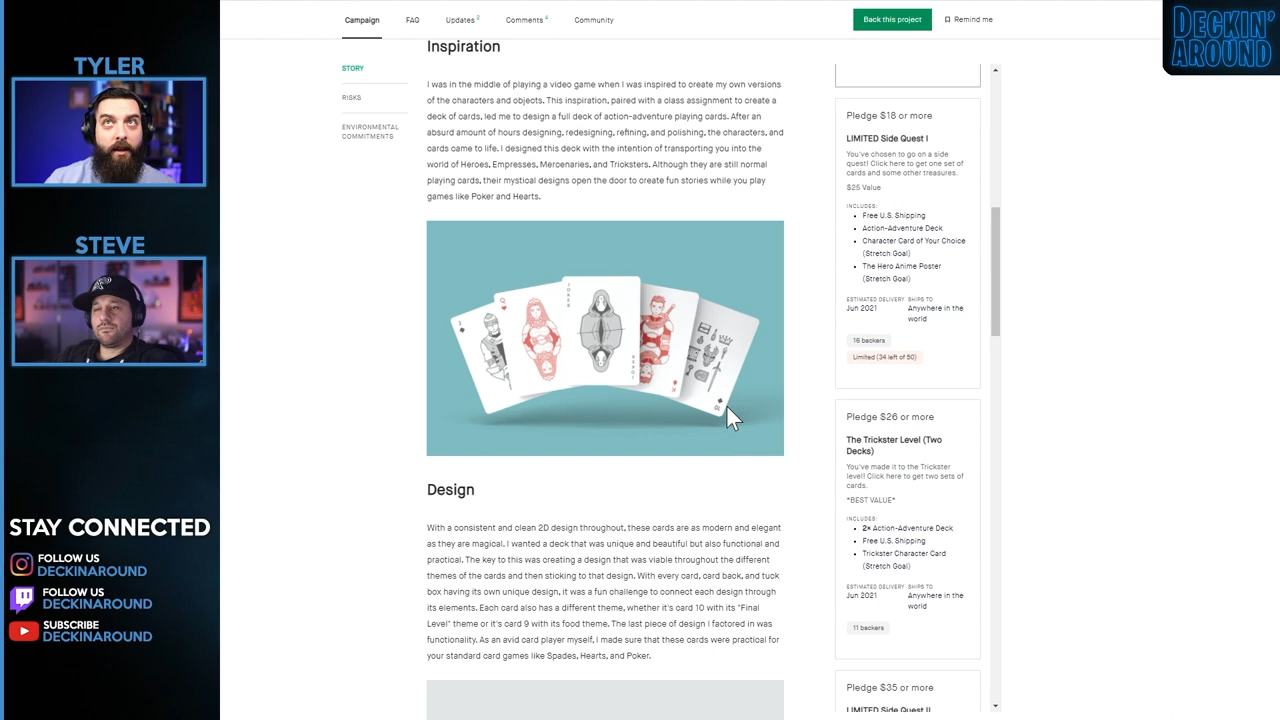 TYLER
STEVE
STAY CONNECTED
FOLLOW US
DECKINAROUND
FOLLOW US
DECKINAROUND
SUBSCRIBE
DECKINAROUND
DECKIN'
AROUND
Campaign
FAQ
Updates 2
Comments 4
Community
Back this project
Remind me
STORY
RISKS
ENVIRONMENTAL
COMMITMENTS
Inspiration
I was in the middle of playing a video game when I was inspired to create my own versions
of the characters and objects. This inspiration, paired with a class assignment to create a
deck of cards, led me to design a full deck of action-adventure playing cards. After an
absurd amount of hours designing, redesigning, refining, and polishing, the characters, and
cards came to life. I designed this deck with the intention of transporting you into the
world of Heroes, Empresses, Mercenaries, and Tricksters. Although they are still normal
playing cards, their mystical designs open the door to create fun stories while you play
games like Poker and Hearts.
J
Q
JOKER
JOKER
K
10
Design
With a consistent and clean 2D design throughout, these cards are as modern and elegant
as they are magical. I wanted a deck that was unique and beautiful but also functional and
practical. The key to this was creating a design that was viable throughout the different
themes of the cards and then sticking to that design. With every card, card back, and tuck
box having its own unique design, it was a fun challenge to connect each design through
its elements. Each card also has a different theme, whether it's card 10 with its "Final
Level" theme or it's card 9 with its food theme. The last piece of design I factored in was
functionality. As an avid card player myself, I made sure that these cards were practical for
your standard card games like Spades, Hearts, and Poker.
Pledge $18 or more
LIMITED Side Quest I
You've chosen to go on a side
quest! Click here to get one set of
cards and some other treasures.
$25 Value
INCLUDES:
• Free U.S. Shipping
• Action-Adventure Deck
• Character Card of Your Choice
(Stretch Goal)
• The Hero Anime Poster
(Stretch Goal)
ESTIMATED DELIVERY SHIPS TO
Jun 2021 Anywhere in the
world
16 backers
Limited (34 left of 50)
Pledge $26 or more
The Trickster Level (Two
Decks)
You've made it to the Trickster
level! Click here to get two sets of
cards.
*BEST VALUE*
INCLUDES:
• 2× Action-Adventure Deck
• Free U.S. Shipping
• Trickster Character Card
(Stretch Goal)
ESTIMATED DELIVERY SHIPS TO
Jun 2021 Anywhere in the
world
11 backers
Pledge $35 or more
LIMITED Side Quest II